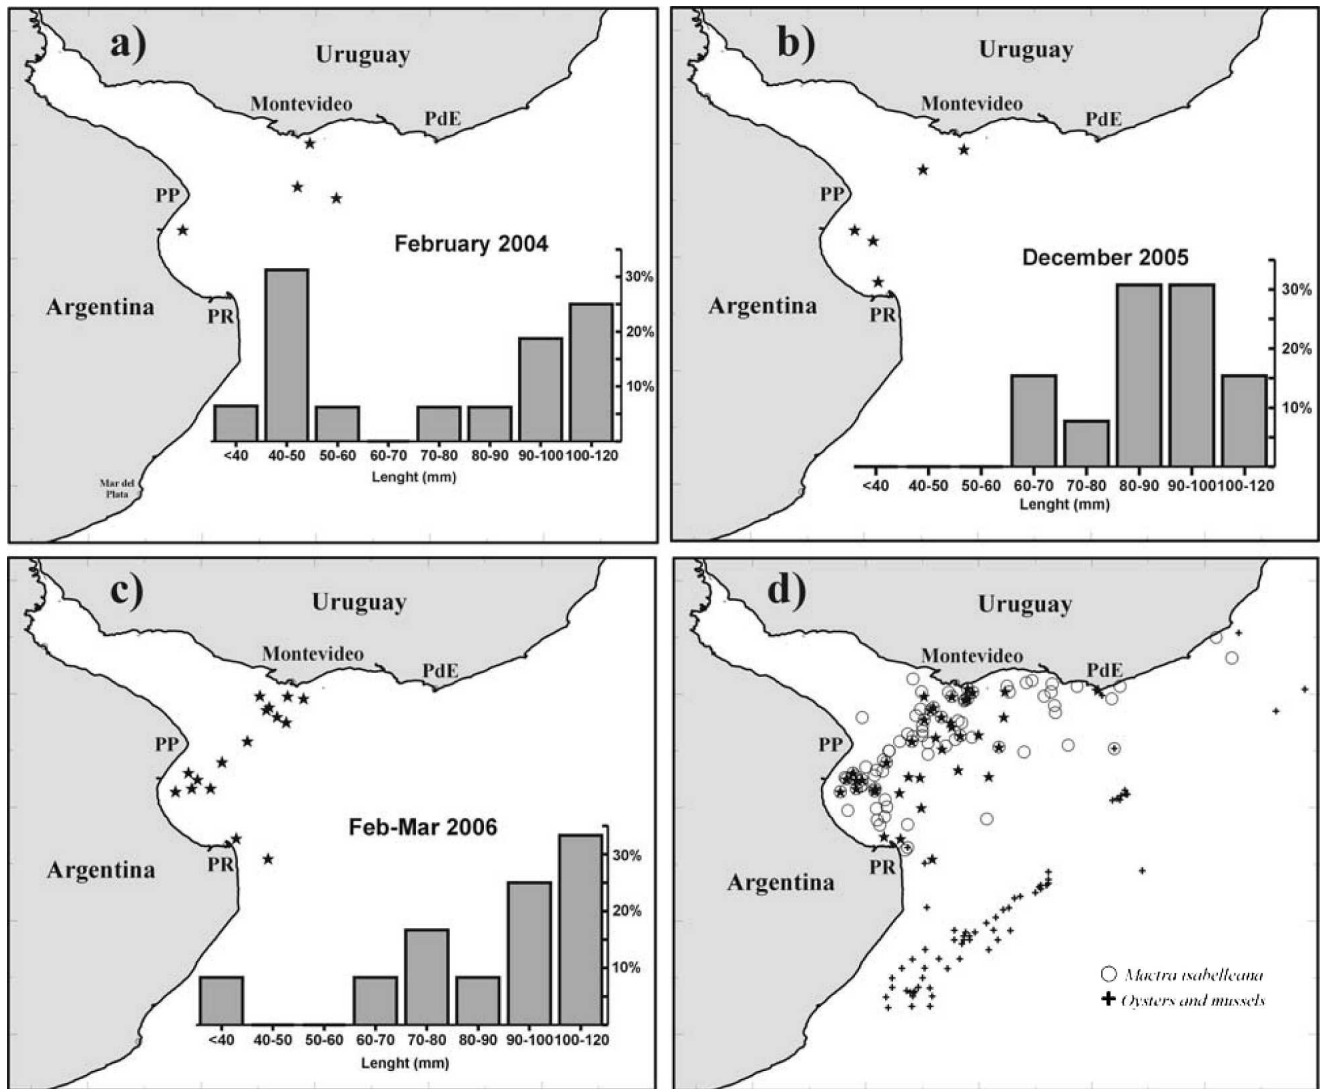 a)
Uruguay
Montevideo
PdE
PP
February 2004
Argentina
PR
30%
20%
10%
<40 40-50 50-60 60-70 70-80 80-90 90-100 100-120
Lenght (mm)
Mar del
Plata
b)
Uruguay
Montevideo
PdE
PP
December 2005
Argentina
PR
30%
20%
10%
<40 40-50 50-60 60-70 70-80 80-90 90-100 100-120
Lenght (mm)
c)
Uruguay
Montevideo
PdE
PP
Feb-Mar 2006
PR
Argentina
30%
20%
10%
<40 40-50 50-60 60-70 70-80 80-90 90-100 100-120
Lenght (mm)
d)
Uruguay
Montevideo
PdE
PP
PR
Argentina
Mactra isabelleana
Oysters and mussels